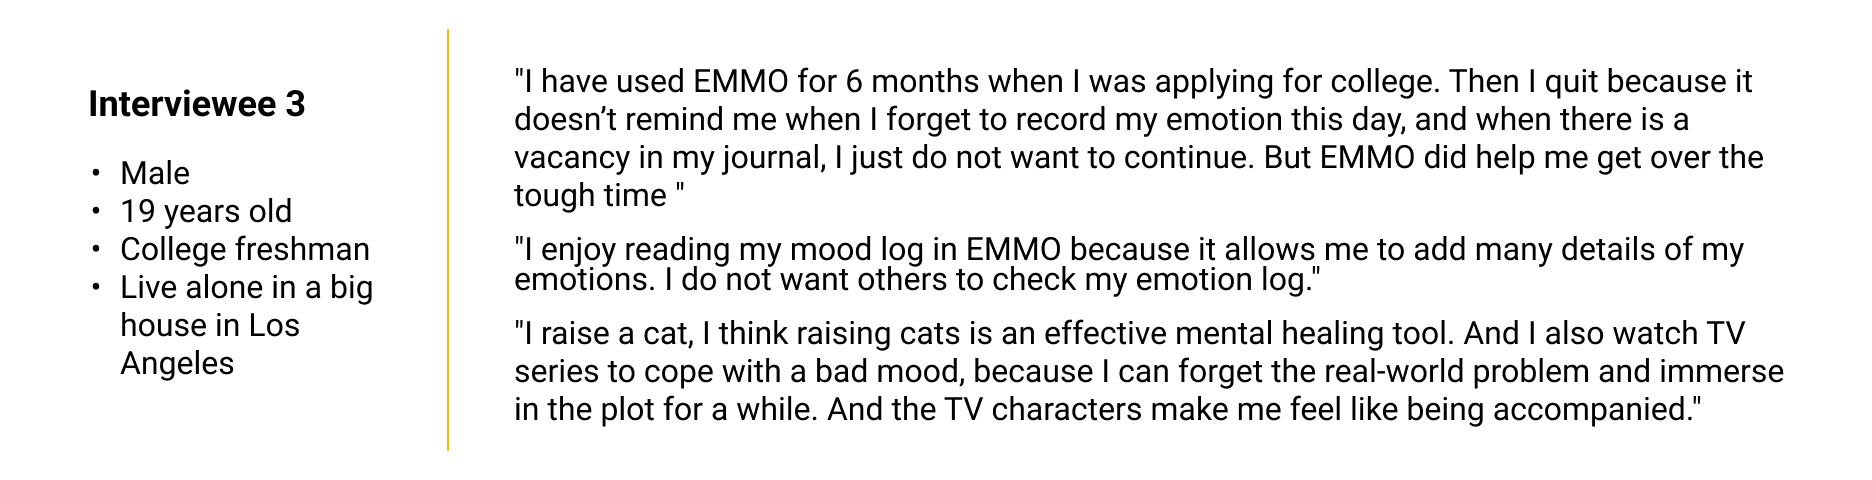 Interviewee 3
• Male
• 19 years old
• College freshman
• Live alone in a big
house in Los
Angeles
"I have used EMMO for 6 months when I was applying for college. Then I quit because it
doesn’t remind me when I forget to record my emotion this day, and when there is a
vacancy in my journal, I just do not want to continue. But EMMO did help me get over the
tough time "
"I enjoy reading my mood log in EMMO because it allows me to add many details of my
emotions. I do not want others to check my emotion log."
"I raise a cat, I think raising cats is an effective mental healing tool. And I also watch TV
series to cope with a bad mood, because I can forget the real-world problem and immerse
in the plot for a while. And the TV characters make me feel like being accompanied."